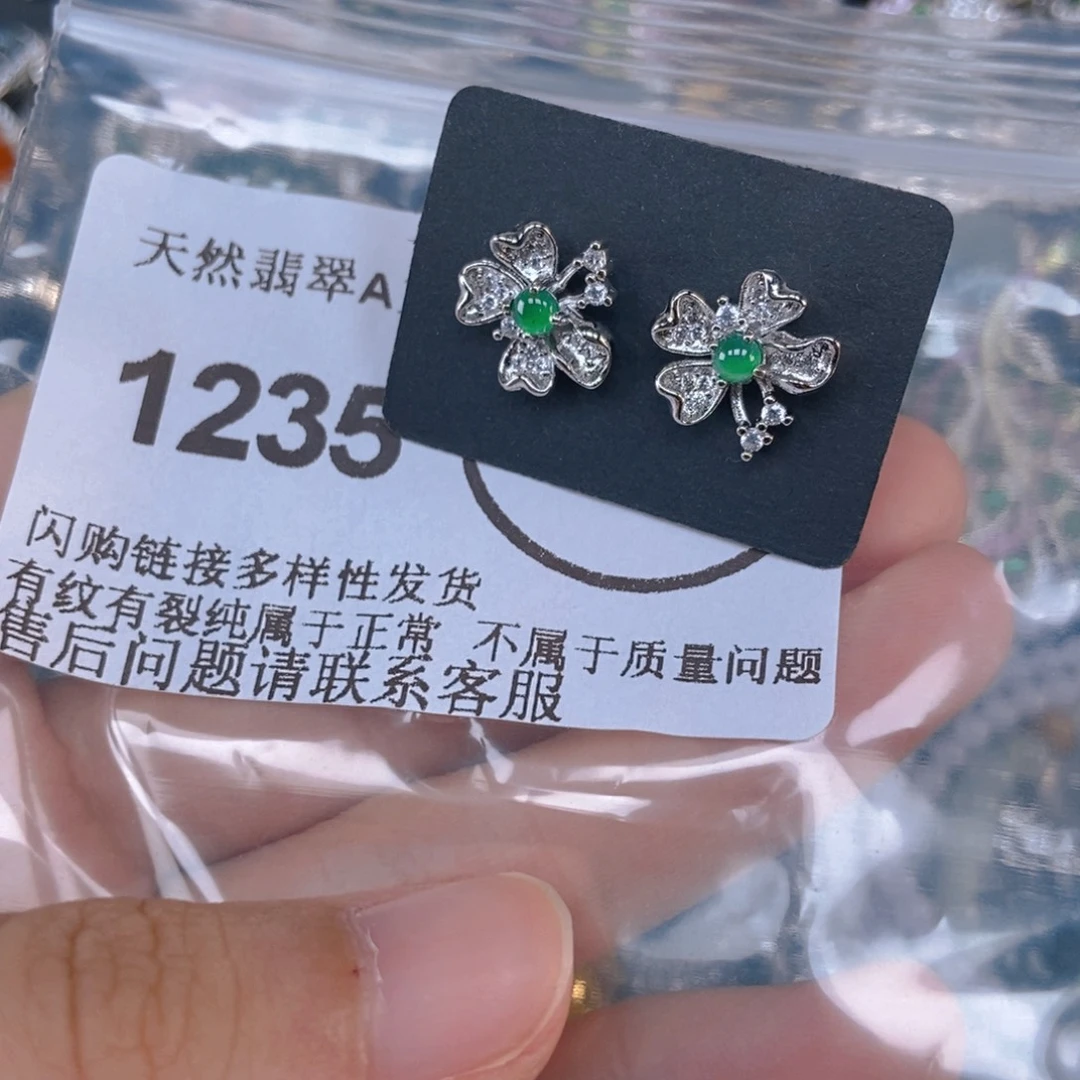 天然翡翠A
1235
闪购链接多样性发货
有纹有裂纯属于正常 不属于质量问题
售后问题请联系客服